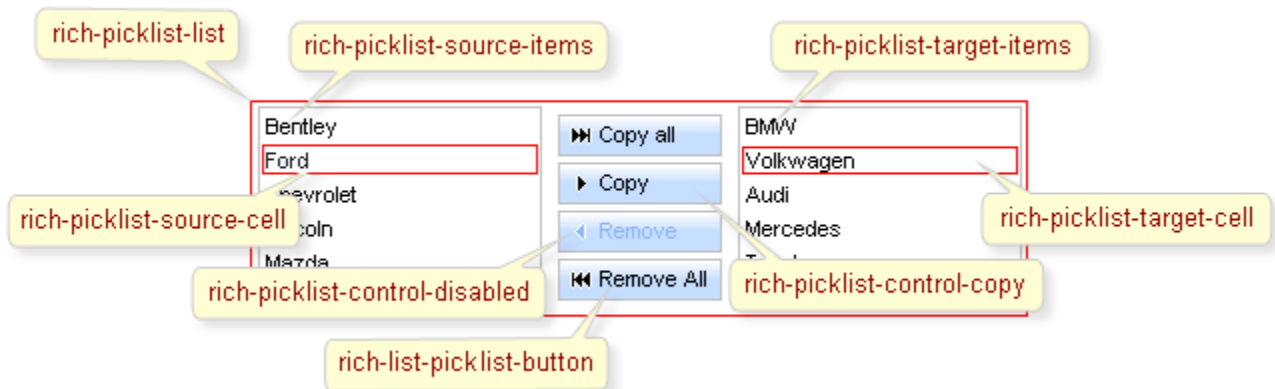 rich-picklist-list
rich-picklist-source-items
rich-picklist-target-items
Bentley
Ford
rich-picklist-source-cell
Mazda
Copy all
Copy
Remove
Remove All
BMW
Volkwagen
Audi
Mercedes
rich-picklist-target-cell
rich-picklist-control-disabled
rich-picklist-control-copy
rich-list-picklist-button